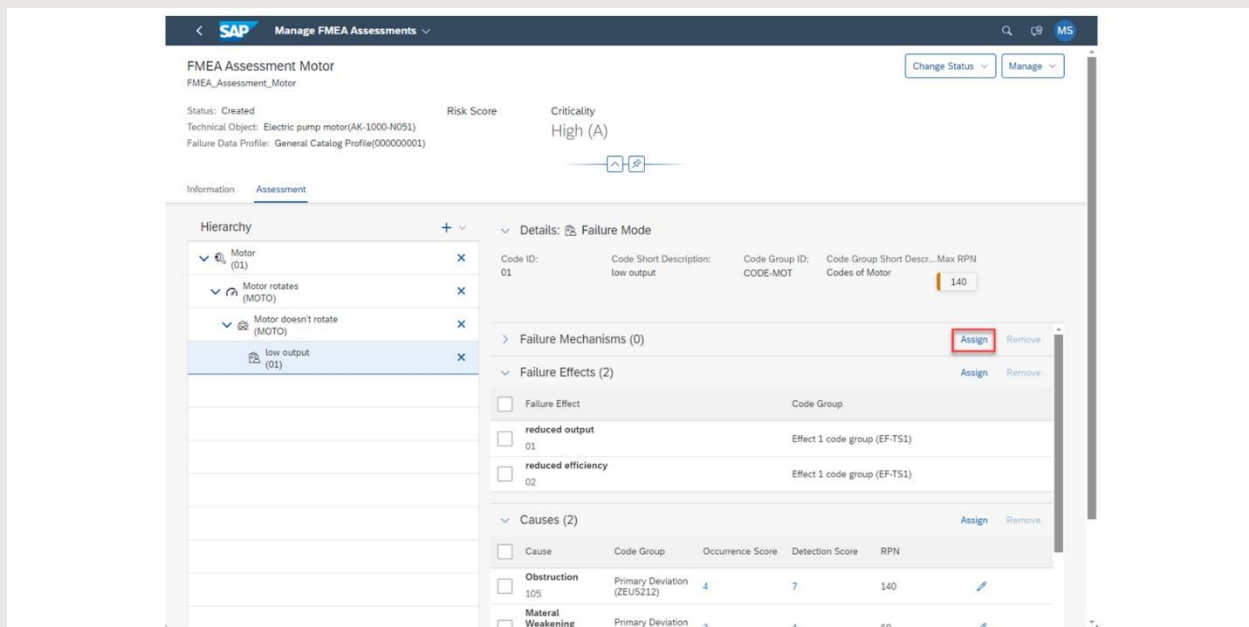 SAP Manage FMEA Assessments MS
FMEA Assessment Motor Change Status Manage
FMEA_Assessment_Motor
Status: Created Risk Score Criticality
Technical Object: Electric pump motor(AK-1000-N051) High (A)
Failure Data Profile: General Catalog Profile(000000001)
Information Assessment
Hierarchy
Motor
(01)
Motor rotates
(MOTO)
Motor doesn't rotate
(MOTO)
low output
(01)
Details: Failure Mode
Code ID: Code Short Description: Code Group ID: Code Group Short Descr...Max RPN
01 low output CODE-MOT Codes of Motor 140
Failure Mechanisms (0) Assign Remove
Failure Effects (2) Assign Remove
Failure Effect Code Group
reduced output
01 Effect 1 code group (EF-TS1)
reduced efficiency
02 Effect 1 code group (EF-TS1)
Causes (2) Assign Remove
Cause Code Group Occurrence Score Detection Score RPN
Obstruction Primary Deviation 4 7 140
105 (ZEUS212)
Materal
Weakening Primary Deviation